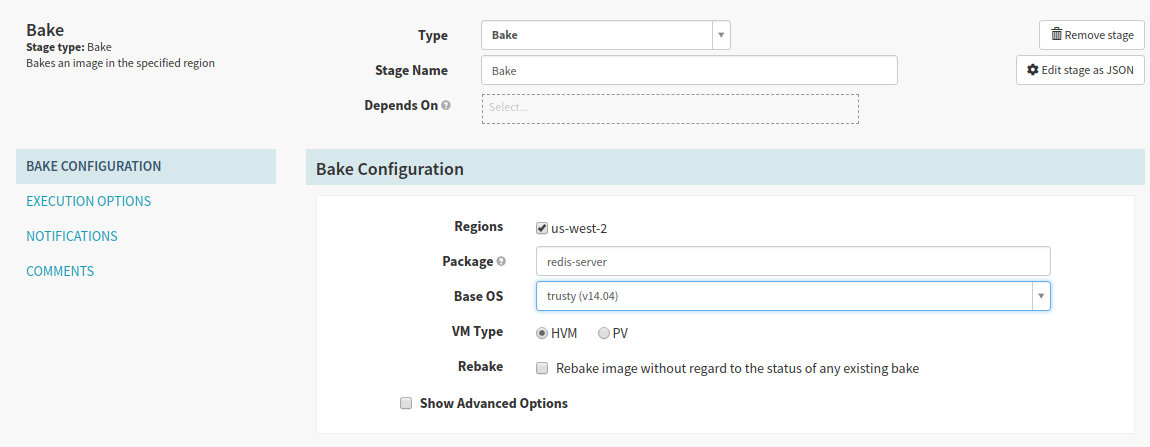 Bake
Stage type: Bake
Bakes an image in the specified region
Type Bake
Stage Name Bake
Depends On Select...
Remove stage
Edit stage as JSON
BAKE CONFIGURATION
EXECUTION OPTIONS
NOTIFICATIONS
COMMENTS
Bake Configuration
Regions us-west-2
Package redis-server
Base OS trusty (v14.04)
VM Type HVM PV
Rebake Rebake image without regard to the status of any existing bake
Show Advanced Options